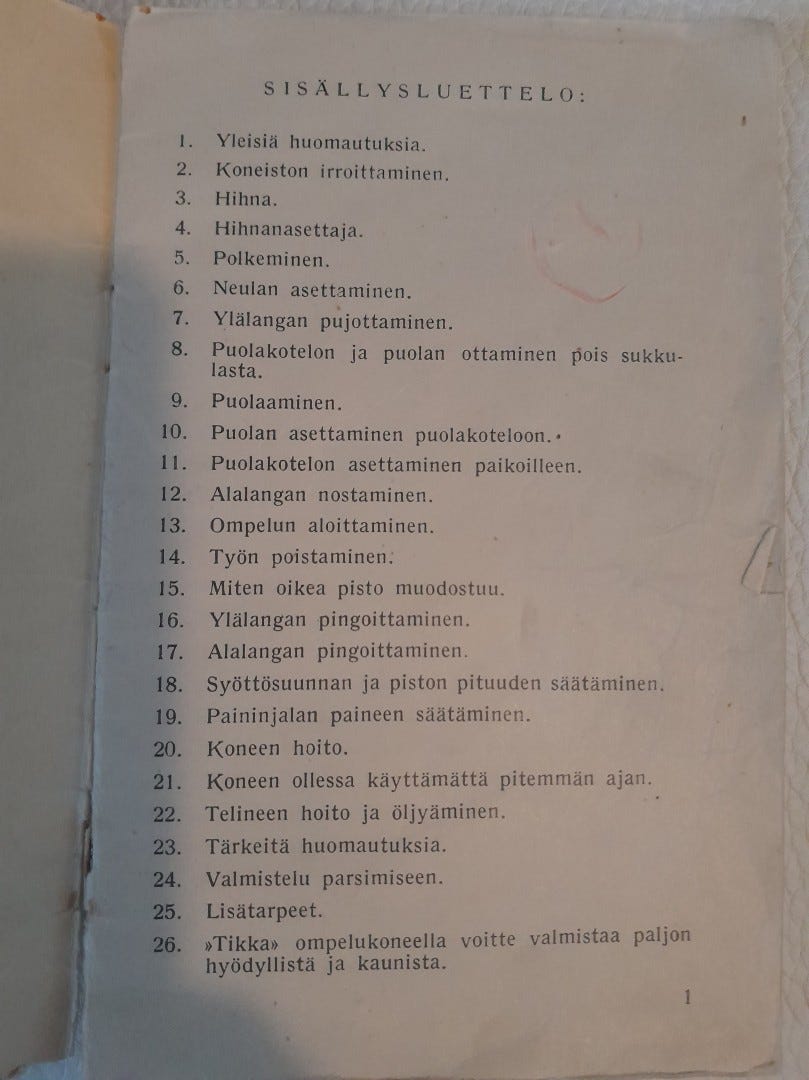 SISÄLLYSLUETTELO:
1. Yleisiä huomautuksia.
2. Koneiston irroittaminen.
3. Hihna.
4. Hihnanasettaja.
5. Polkeminen.
6. Neulan asettaminen.
7. Ylälangan pujottaminen.
8. Puolakotelon ja puolan ottaminen pois sukku-
lasta.
9. Puolaaminen.
10. Puolan asettaminen puolakoteloon.
11. Puolakotelon asettaminen paikoilleen.
12. Alalangan nostaminen.
13. Ompelun aloittaminen.
14. Työn poistaminen.
15. Miten oikea pisto muodostuu.
16. Ylälangan pingoittaminen.
17. Alalangan pingoittaminen.
18. Syöttösuunnan ja piston pituuden säätäminen.
19. Paininjalan paineen säätäminen.
20. Koneen hoito.
21. Koneen ollessa käyttämättä pitemmän ajan.
22. Telineen hoito ja öljyäminen.
23. Tärkeitä huomautuksia.
24. Valmistelu parsimiseen.
25. Lisätarpeet.
26. »Tikka» ompelukoneella voitte valmistaa paljon
hyödyllistä ja kaunista.
1